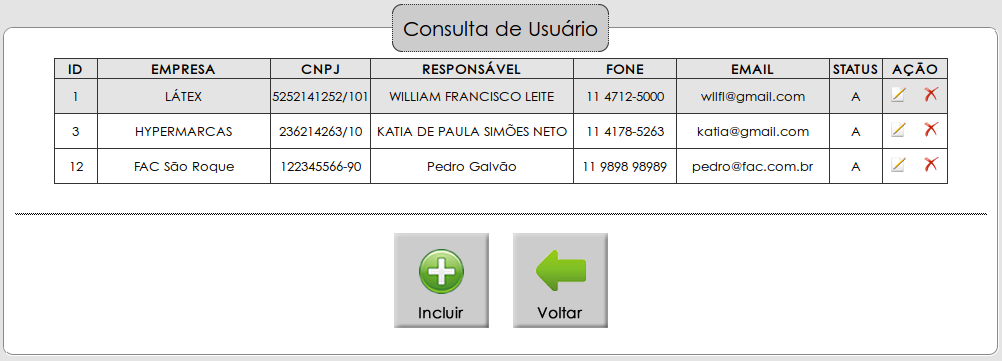 Consulta de Usuário
ID EMPRESA CNPJ RESPONSÁVEL FONE EMAIL STATUS AÇÃO
1 LÁTEX 5252141252/101 WILLIAM FRANCISCO LEITE 11 4712-5000 wllfl@gmail.com A
3 HYPERMARCAS 236214263/10 KATIA DE PAULA SIMÕES NETO 11 4178-5263 katia@gmail.com A
12 FAC São Roque 122345566-90 Pedro Galvão 11 9898 98989 pedro@fac.com.br A
Incluir Voltar